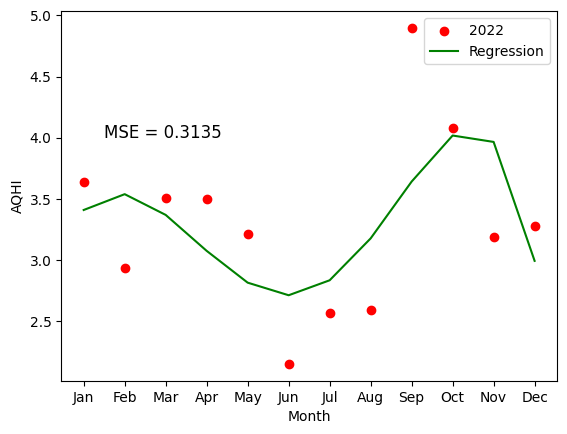 5.0
4.5
4.0
3.5
3.0
2.5
AQHI
2022
Regression
MSE = 0.3135
Jan Feb Mar Apr May Jun Jul Aug Sep Oct Nov Dec
Month